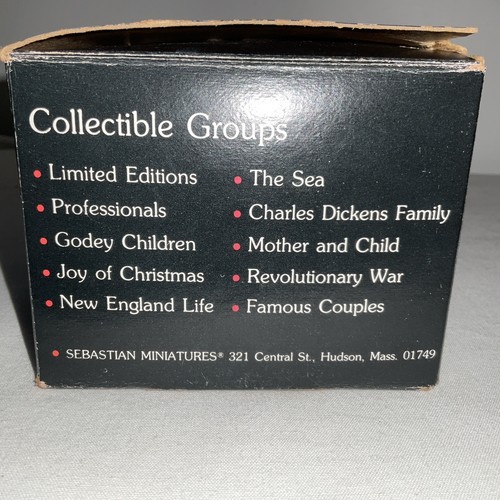 Collectible Groups
• Limited Editions
• Professionals
• Godey Children
• Joy of Christmas
• New England Life
• The Sea
• Charles Dickens Family
• Mother and Child
• Revolutionary War
• Famous Couples
• SEBASTIAN MINIATURES® 321 Central St., Hudson, Mass. 01749